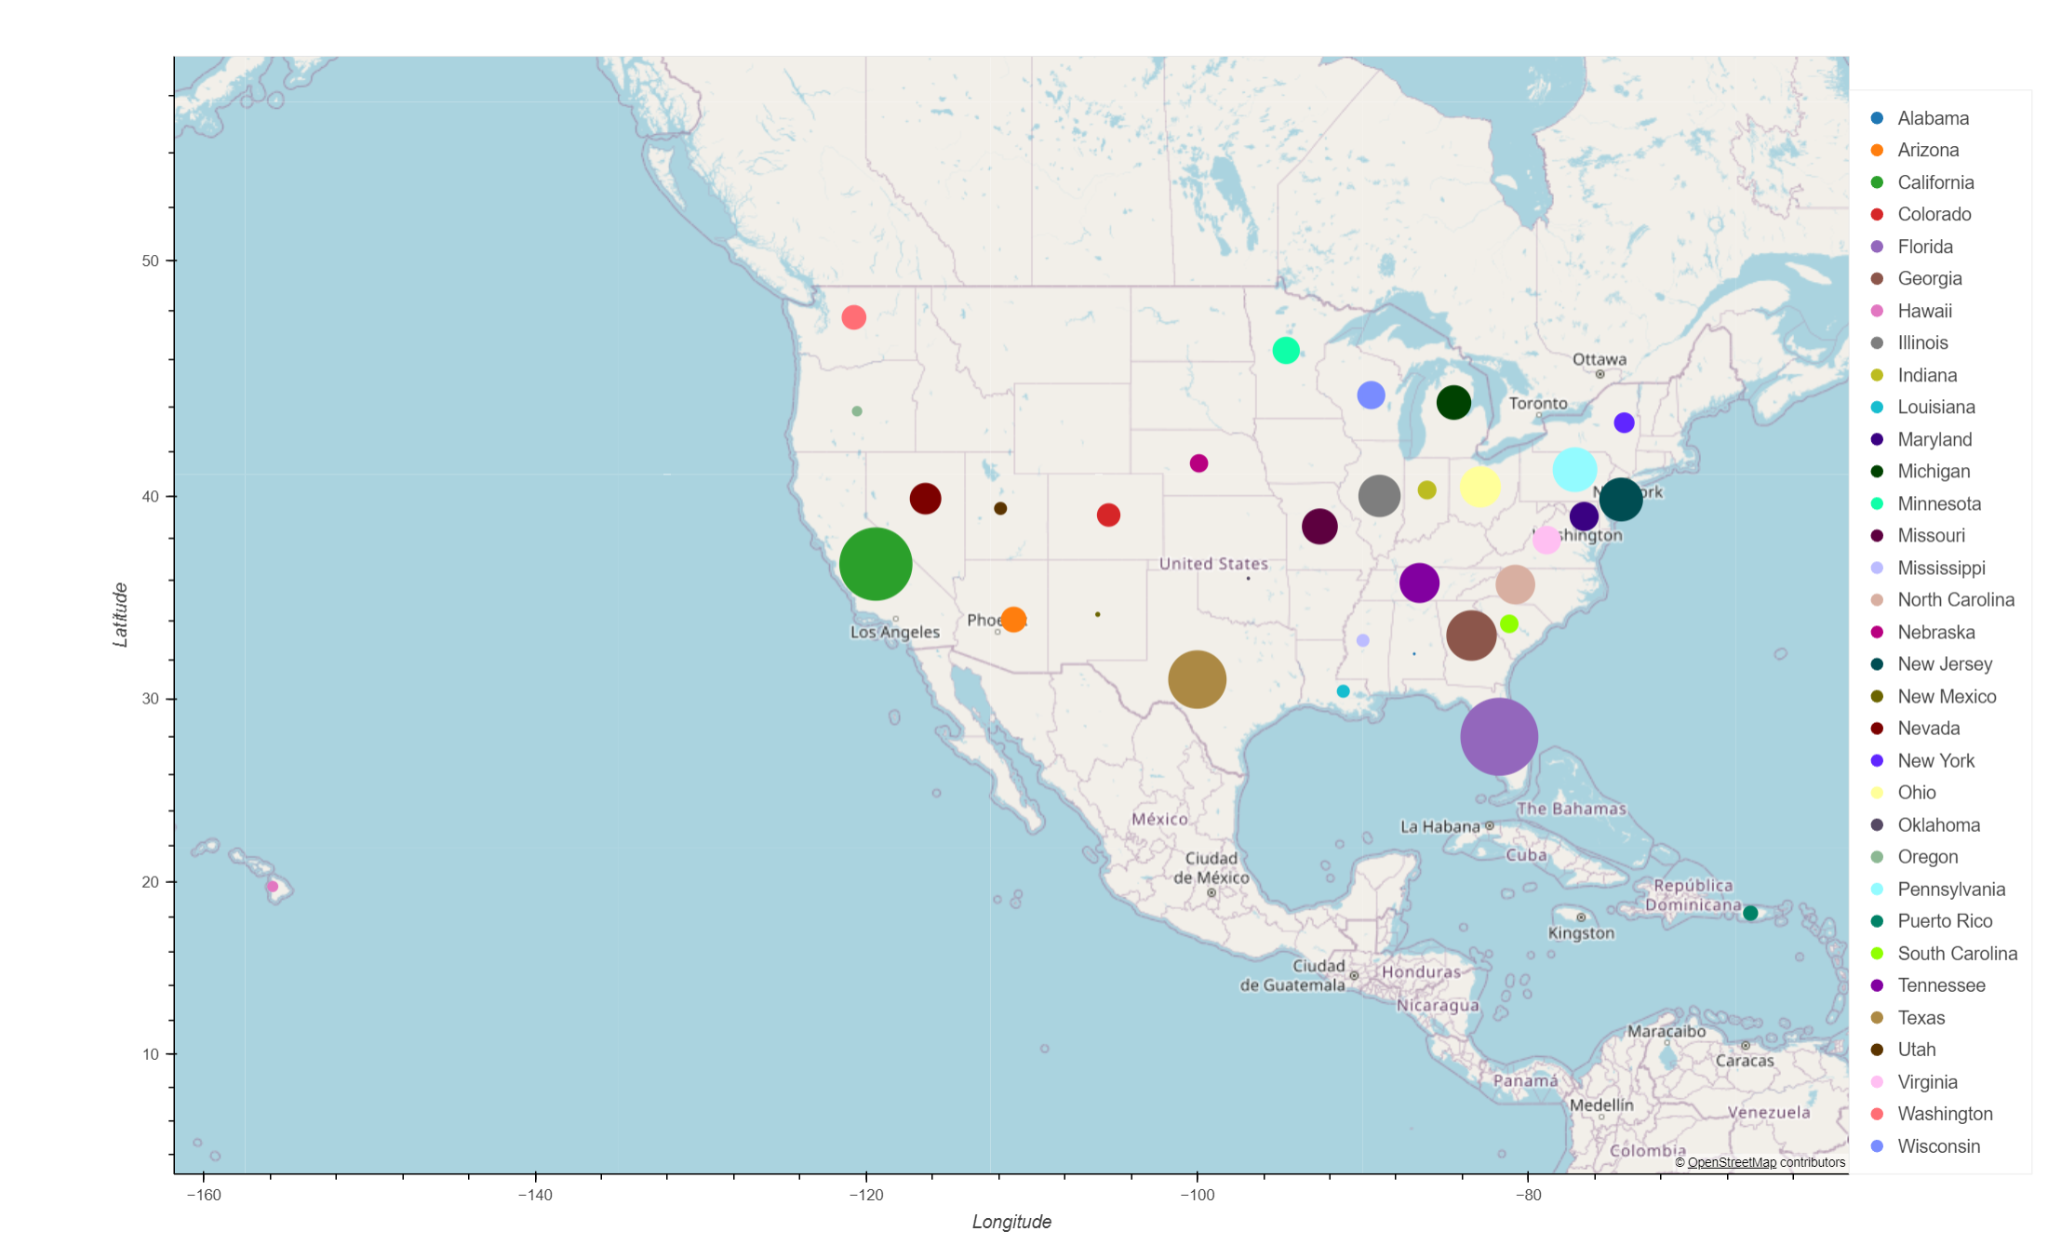 Ottawa
Toronto
New York
Washington
United States
Phoenix
Los Angeles
The Bahamas
La Habana
México
Cuba
Ciudad
de México
República
Dominicana
Kingston
Ciudad
de Guatemala
Honduras
Nicaragua
Maracaibo
Caracas
Panamá
Medellín
Venezuela
Colombia
© OpenStreetMap contributors
50
40
30
20
10
Latitude
−160
−140
−120
−100
−80
Longitude
Alabama
Arizona
California
Colorado
Florida
Georgia
Hawaii
Illinois
Indiana
Louisiana
Maryland
Michigan
Minnesota
Missouri
Mississippi
North Carolina
Nebraska
New Jersey
New Mexico
Nevada
New York
Ohio
Oklahoma
Oregon
Pennsylvania
Puerto Rico
South Carolina
Tennessee
Texas
Utah
Virginia
Washington
Wisconsin